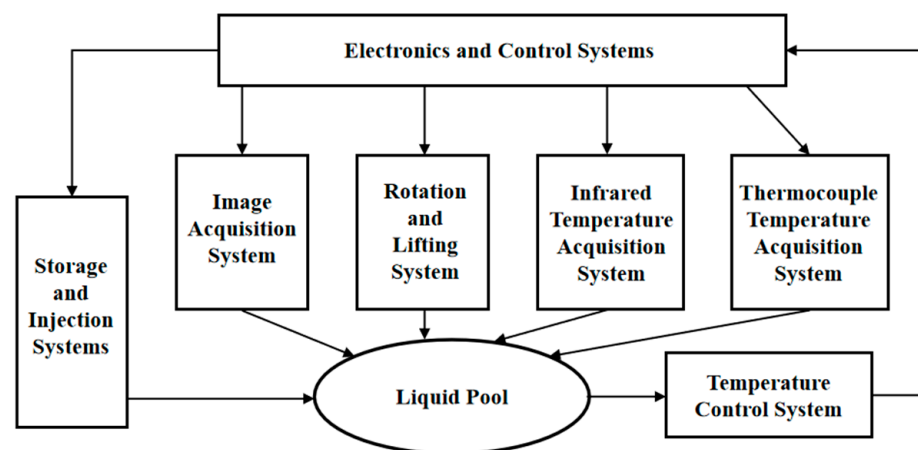 Electronics and Control Systems
Image
Acquisition
System
Rotation
and
Lifting
System
Infrared
Temperature
Acquisition
System
Thermocouple
Temperature
Acquisition
System
Storage
and
Injection
Systems
Liquid Pool
Temperature
Control System